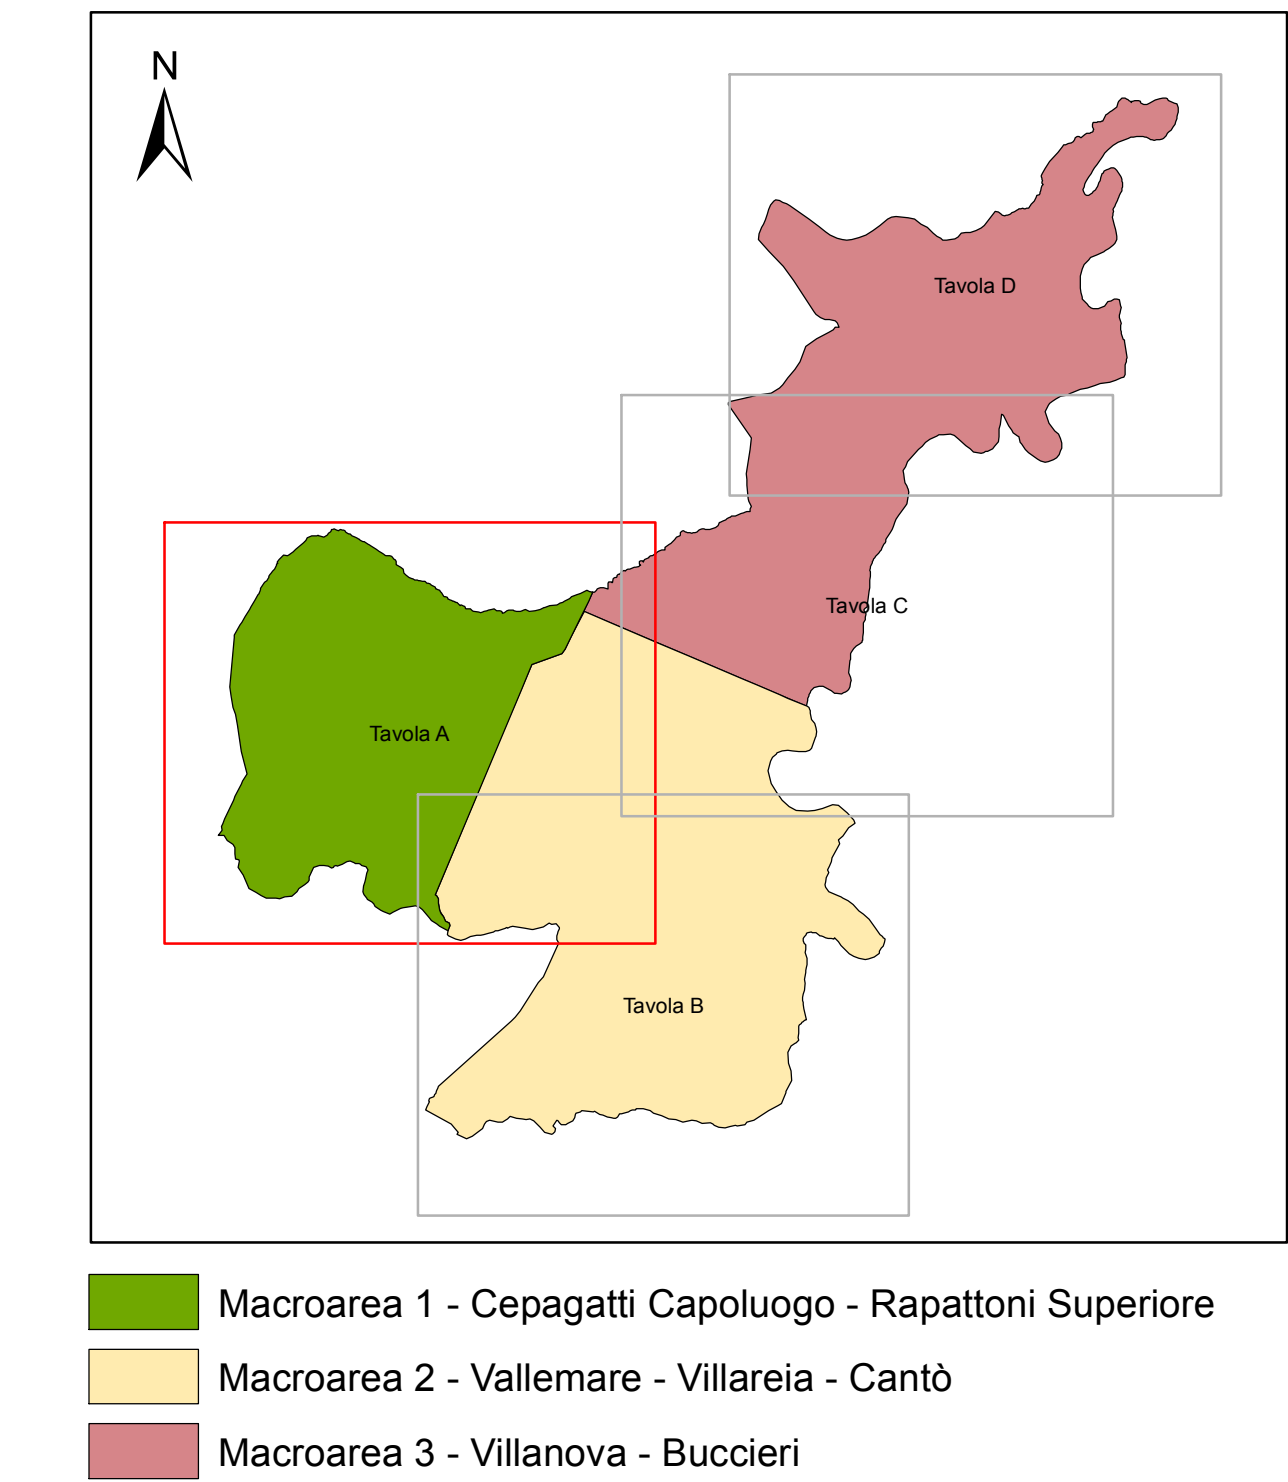 N
Tavola D
Tavola C
Tavola A
Tavola B
Macroarea 1 - Cepagatti Capoluogo - Rapattoni Superiore
Macroarea 2 - Vallemare - Villareia - Cantò
Macroarea 3 - Villanova - Buccieri